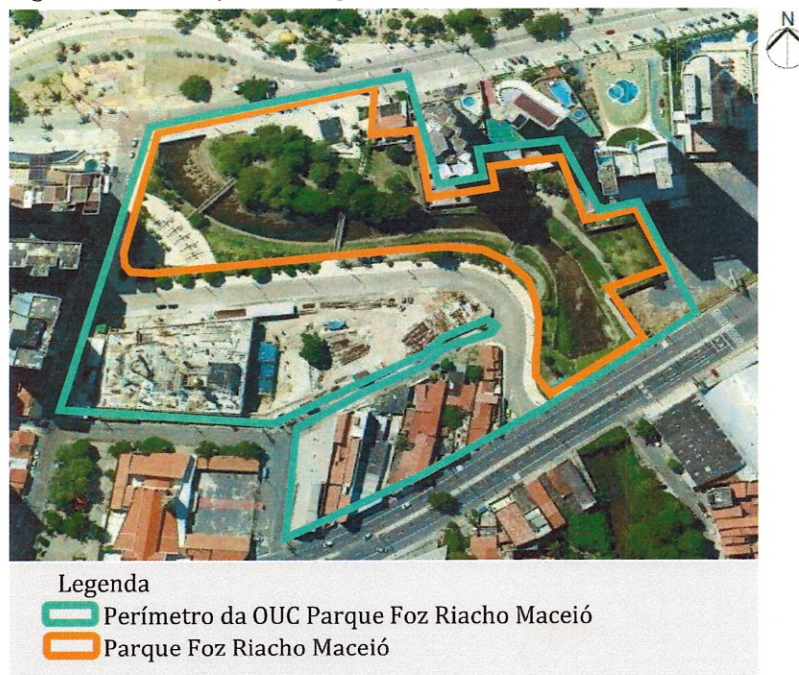 N
Legenda
Perímetro da OUC Parque Foz Riacho Maceió
Parque Foz Riacho Maceió